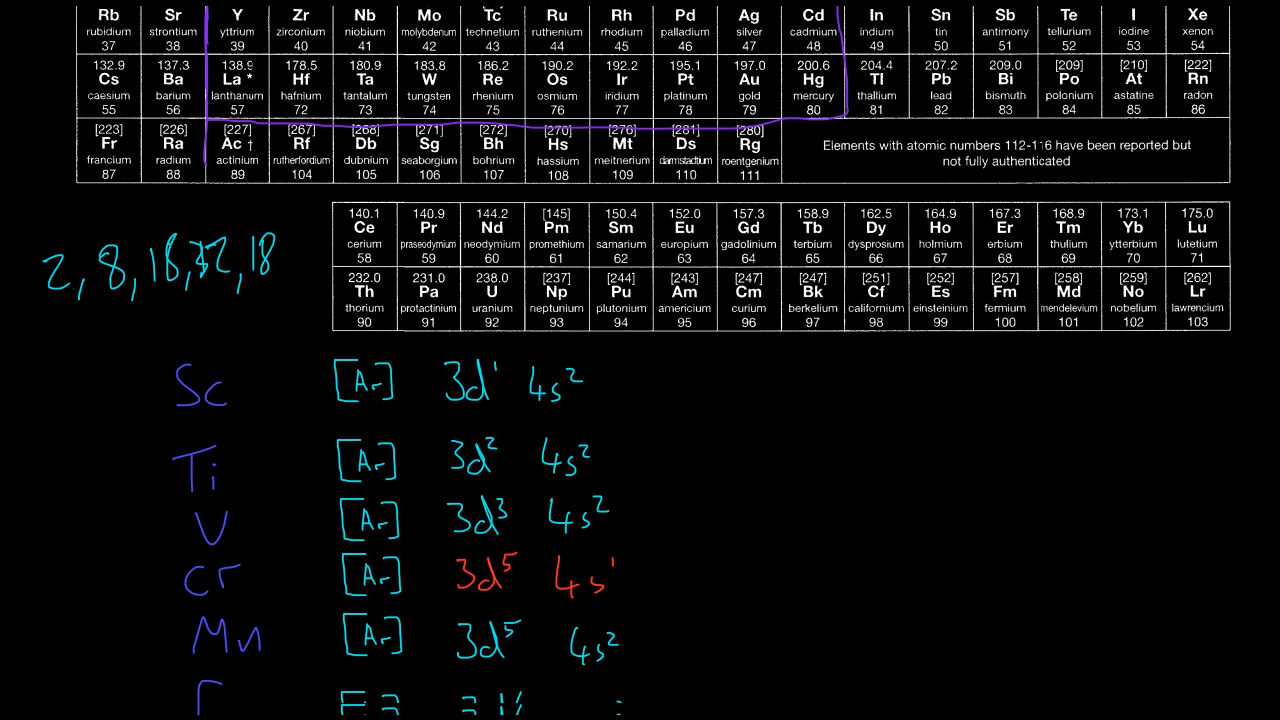 Rb Sr Y Zr Nb Mo Tc Ru Rh Pd Ag Cd In Sn Sb Te I Xe
rubidium strontium yttrium zirconium niobium molybdenum technetium ruthenium rhodium palladium silver cadmium indium tin antimony tellurium iodine xenon
37 38 39 40 41 42 43 44 45 46 47 48 49 50 51 52 53 54
132.9 137.3 138.9 178.5 180.9 183.8 186.2 190.2 192.2 195.1 197.0 200.6 204.4 207.2 209.0 [209] [210] [222]
Cs Ba La * Hf Ta W Re Os Ir Pt Au Hg Tl Pb Bi Po At Rn
caesium barium lanthanum hafnium tantalum tungsten rhenium osmium iridium platinum gold mercury thallium lead bismuth polonium astatine radon
55 56 57 72 73 74 75 76 77 78 79 80 81 82 83 84 85 86
[223] [226] [227] [267] [268] [271] [272] [270] [276] [281] [280]
Fr Ra Ac † Rf Db Sg Bh Hs Mt Ds Rg
francium radium actinium rutherfordium dubnium seaborgium bohrium hassium meitnerium darmstadtium roentgenium
87 88 89 104 105 106 107 108 109 110 111
Elements with atomic numbers 112-116 have been reported but
not fully authenticated
140.1 140.9 144.2 [145] 150.4 152.0 157.3 158.9 162.5 164.9 167.3 168.9 173.1 175.0
Ce Pr Nd Pm Sm Eu Gd Tb Dy Ho Er Tm Yb Lu
cerium praseodymium neodymium promethium samarium europium gadolinium terbium dysprosium holmium erbium thulium ytterbium lutetium
58 59 60 61 62 63 64 65 66 67 68 69 70 71
232.0 231.0 238.0 [237] [244] [243] [247] [247] [251] [252] [257] [258] [259] [262]
Th Pa U Np Pu Am Cm Bk Cf Es Fm Md No Lr
thorium protactinium uranium neptunium plutonium americium curium berkelium californium einsteinium fermium mendelevium nobelium lawrencium
90 91 92 93 94 95 96 97 98 99 100 101 102 103
2, 8, 18, 32, 18
Sc [Ar] 3d¹ 4s²
Ti [Ar] 3d² 4s²
V [Ar] 3d³ 4s²
Cr [Ar] 3d⁵ 4s¹
Mn [Ar] 3d⁵ 4s²